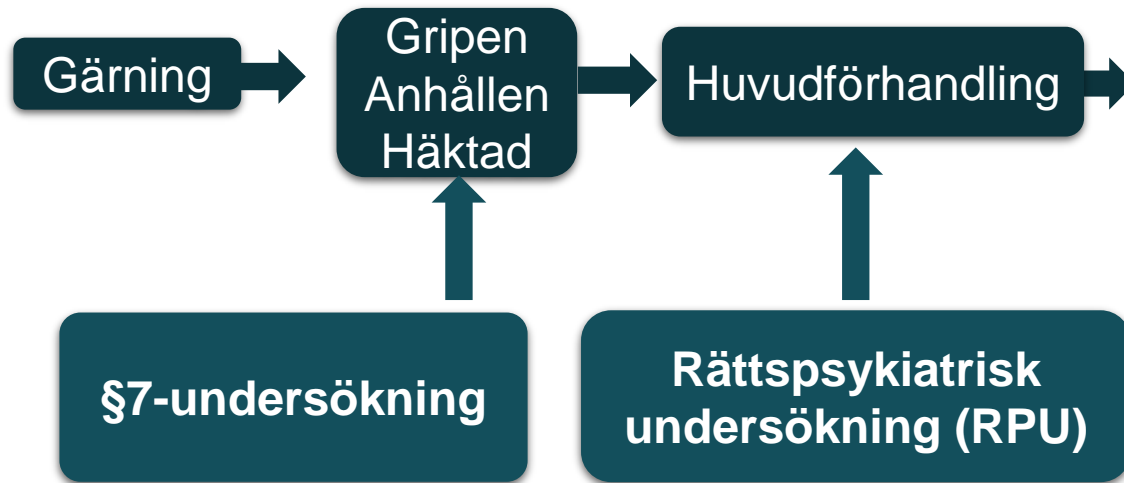 Gärning
Gripen
Anhållen
Häktad
Huvudförhandling
§7-undersökning
Rättspsykiatrisk
undersökning (RPU)